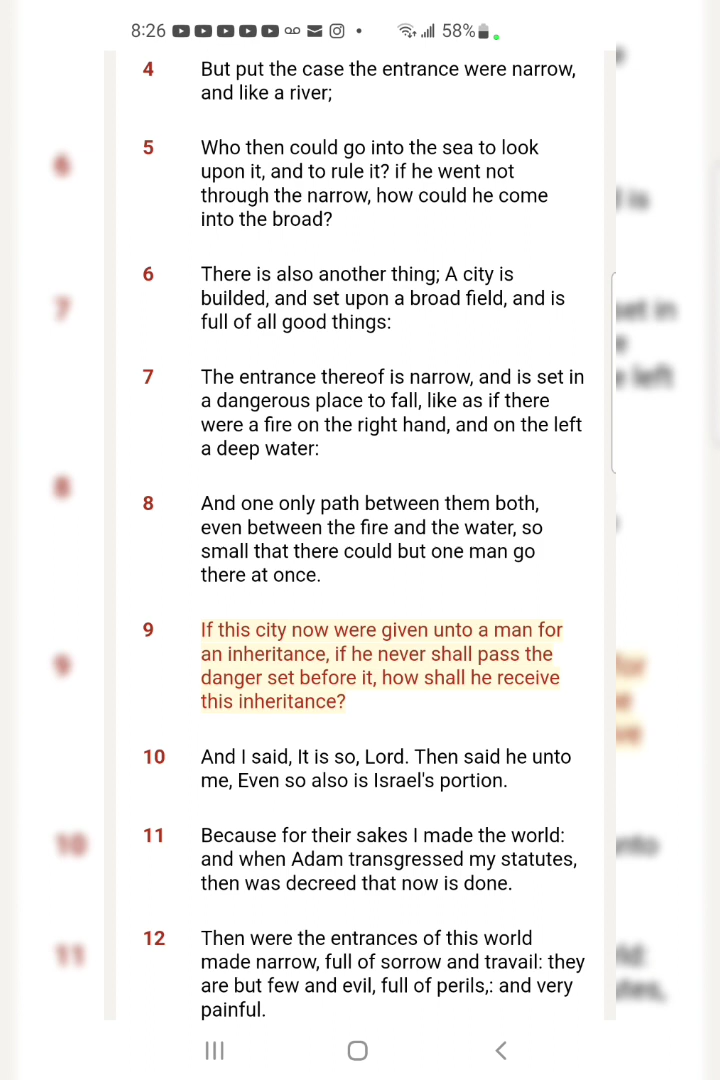 8:26 58%
4 But put the case the entrance were narrow,
and like a river;
5 Who then could go into the sea to look
upon it, and to rule it? if he went not
through the narrow, how could he come
into the broad?
6 There is also another thing; A city is
builded, and set upon a broad field, and is
full of all good things:
7 The entrance thereof is narrow, and is set in
a dangerous place to fall, like as if there
were a fire on the right hand, and on the left
a deep water:
8 And one only path between them both,
even between the fire and the water, so
small that there could but one man go
there at once.
9 If this city now were given unto a man for
an inheritance, if he never shall pass the
danger set before it, how shall he receive
this inheritance?
10 And I said, It is so, Lord. Then said he unto
me, Even so also is Israel's portion.
11 Because for their sakes I made the world:
and when Adam transgressed my statutes,
then was decreed that now is done.
12 Then were the entrances of this world
made narrow, full of sorrow and travail: they
are but few and evil, full of perils,: and very
painful.